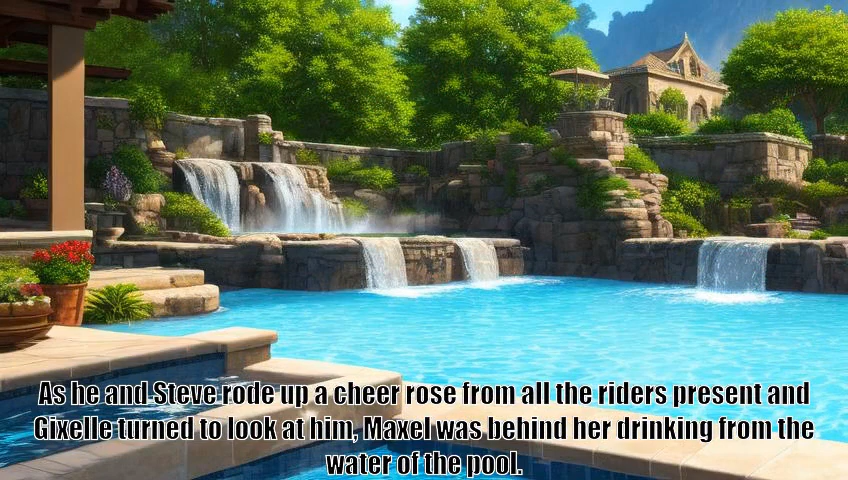 As he and Steve rode up a cheer rose from all the riders present and
Gixelle turned to look at him, Maxel was behind her drinking from the
water of the pool.